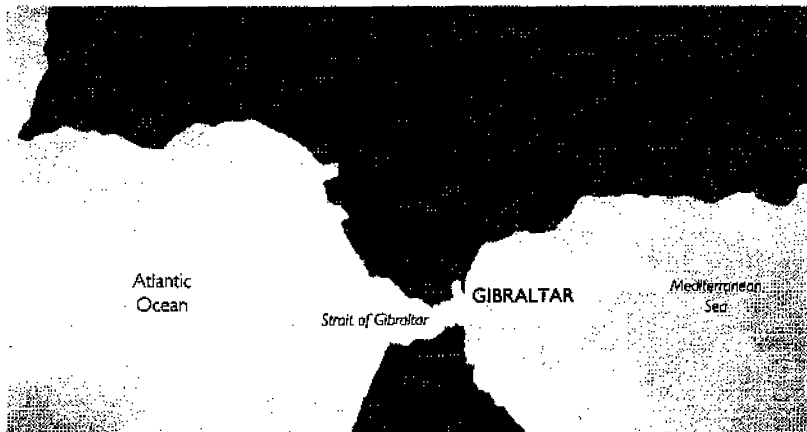 Atlantic
Ocean
Strait of Gibraltar
GIBRALTAR
Mediterranean
Sea